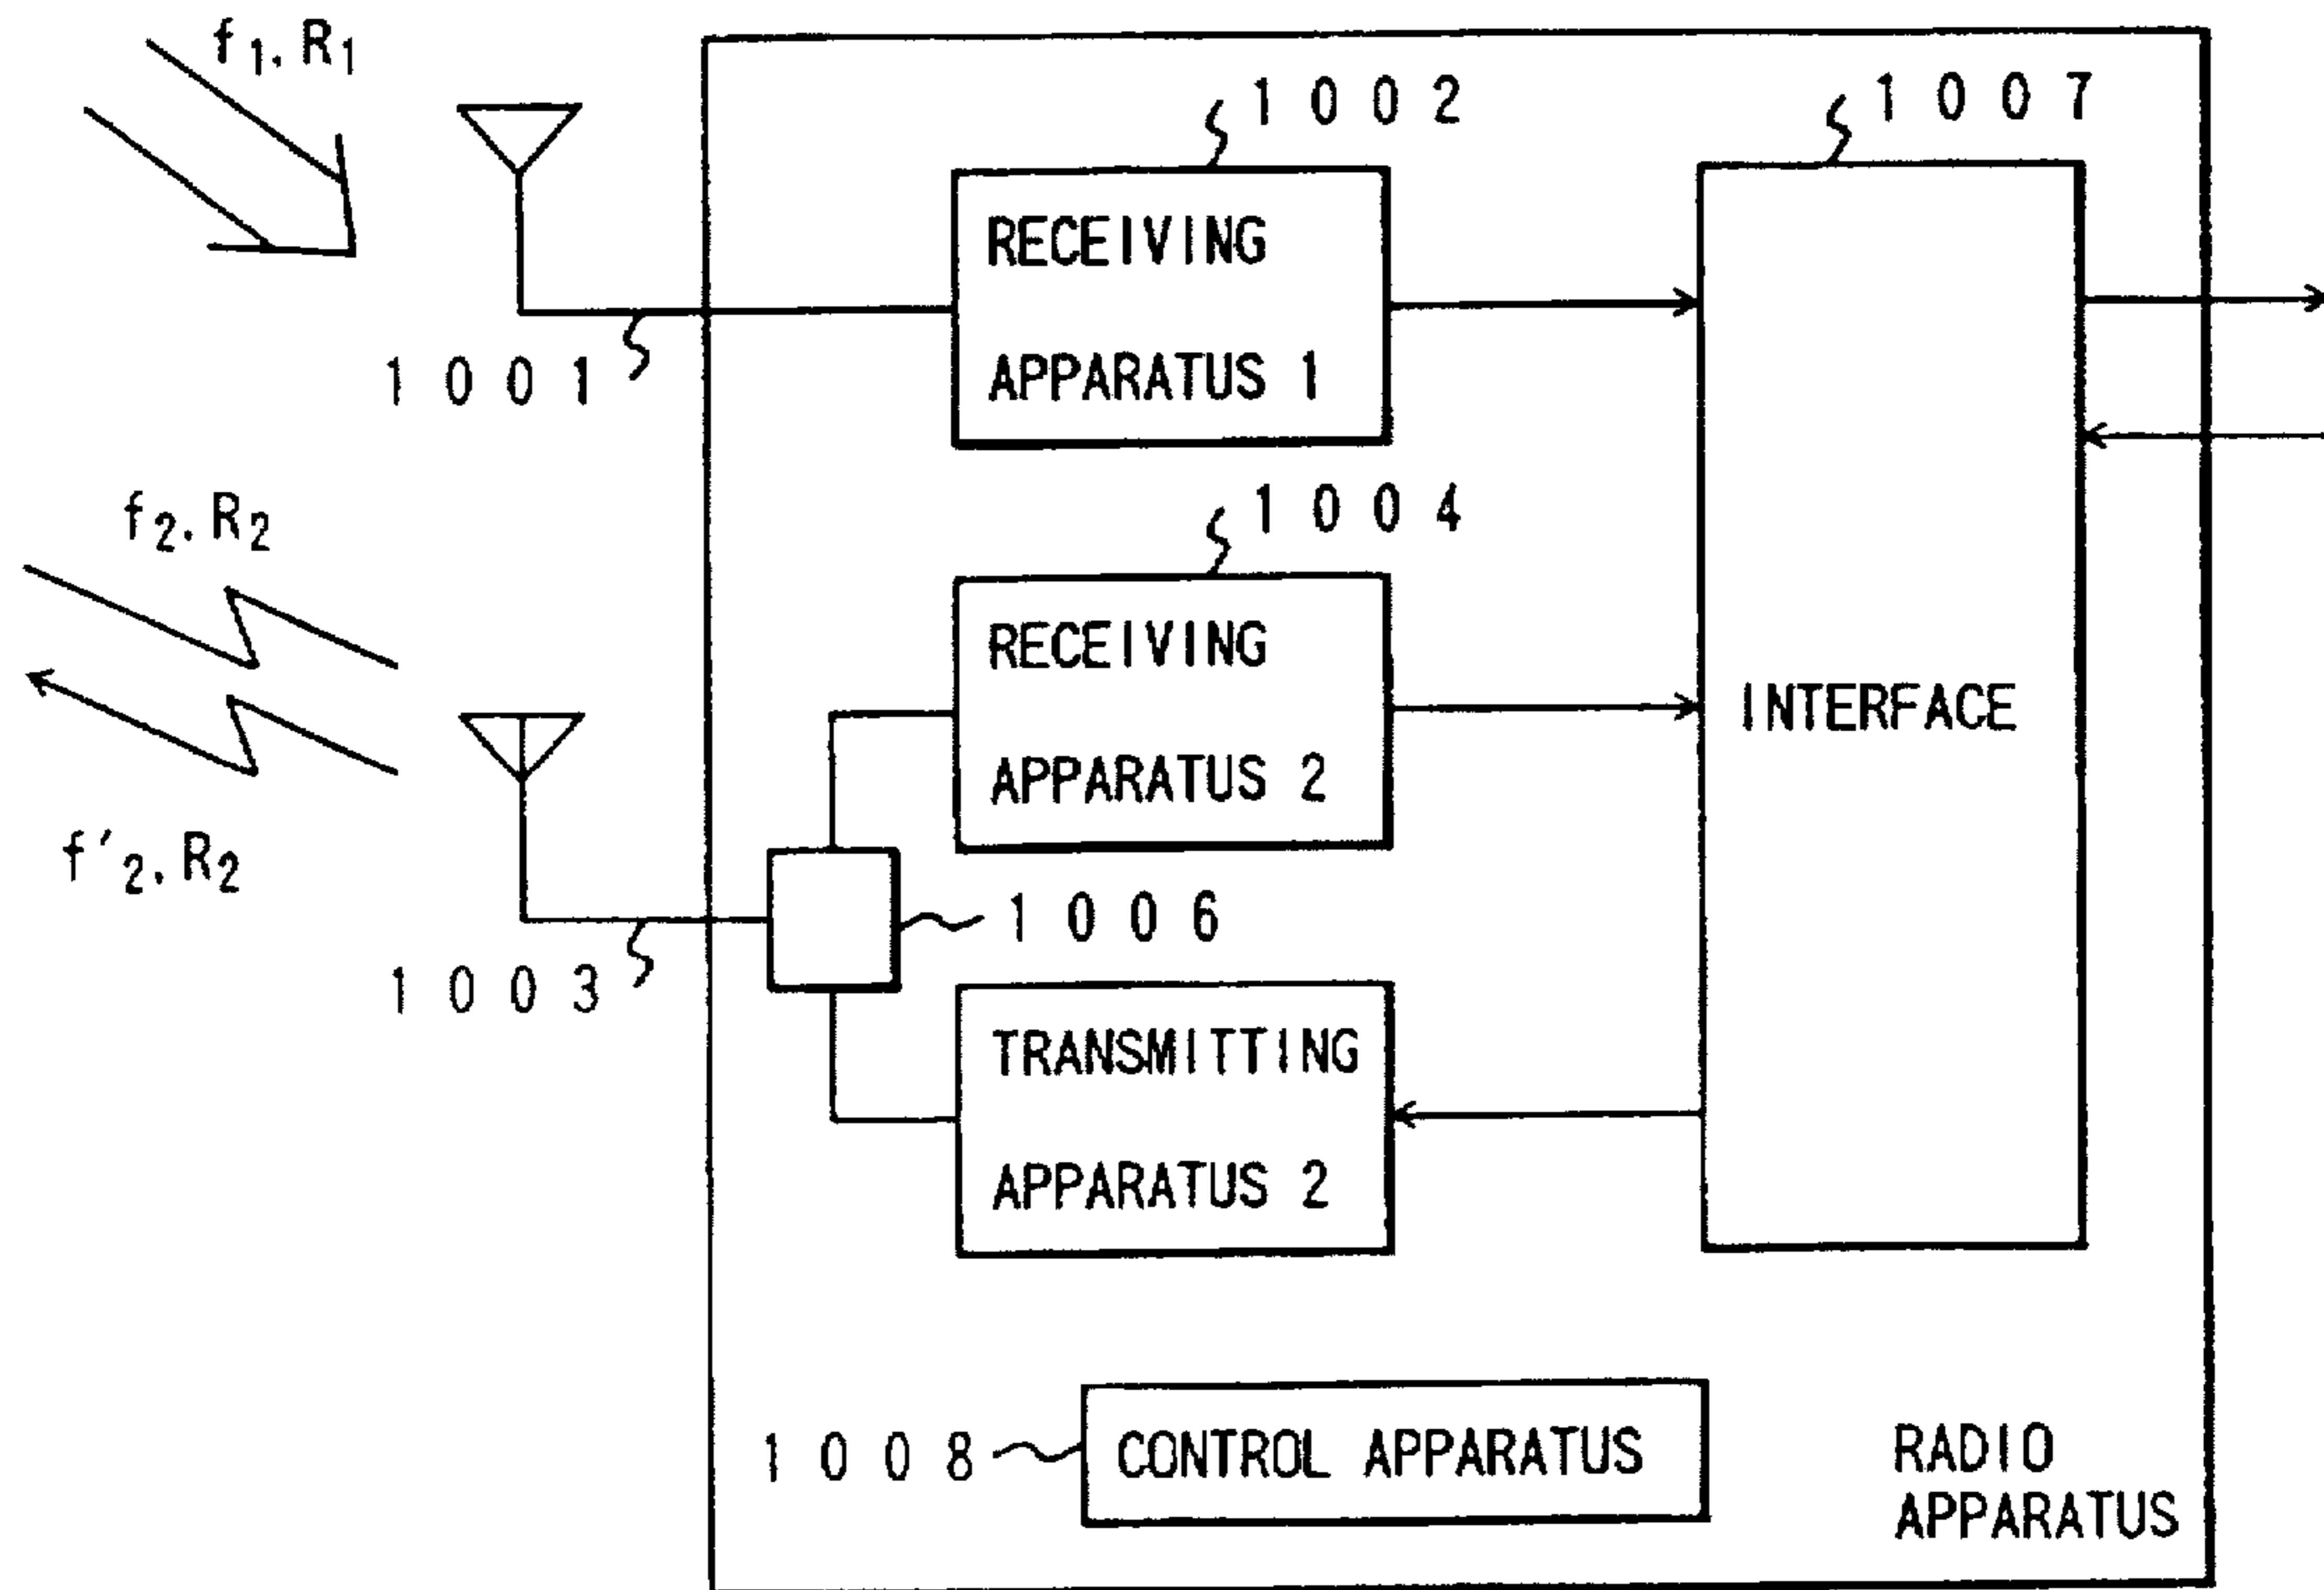 f1, R1
1002
1007
RECEIVING
APPARATUS 1
1001
1004
f2, R2
RECEIVING
APPARATUS 2
INTERFACE
f'2, R2
1006
1003
TRANSMITTING
APPARATUS 2
1008
CONTROL APPARATUS
RADIO
APPARATUS